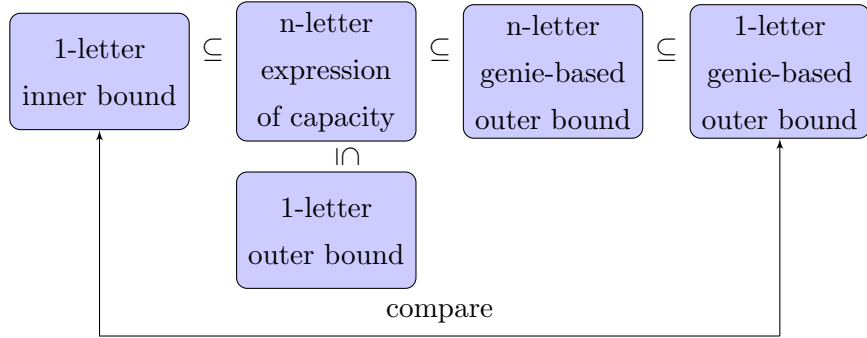 1-letter
inner bound
⊆
n-letter
expression
of capacity
⊆
n-letter
genie-based
outer bound
⊆
1-letter
genie-based
outer bound
⊆
1-letter
outer bound
compare